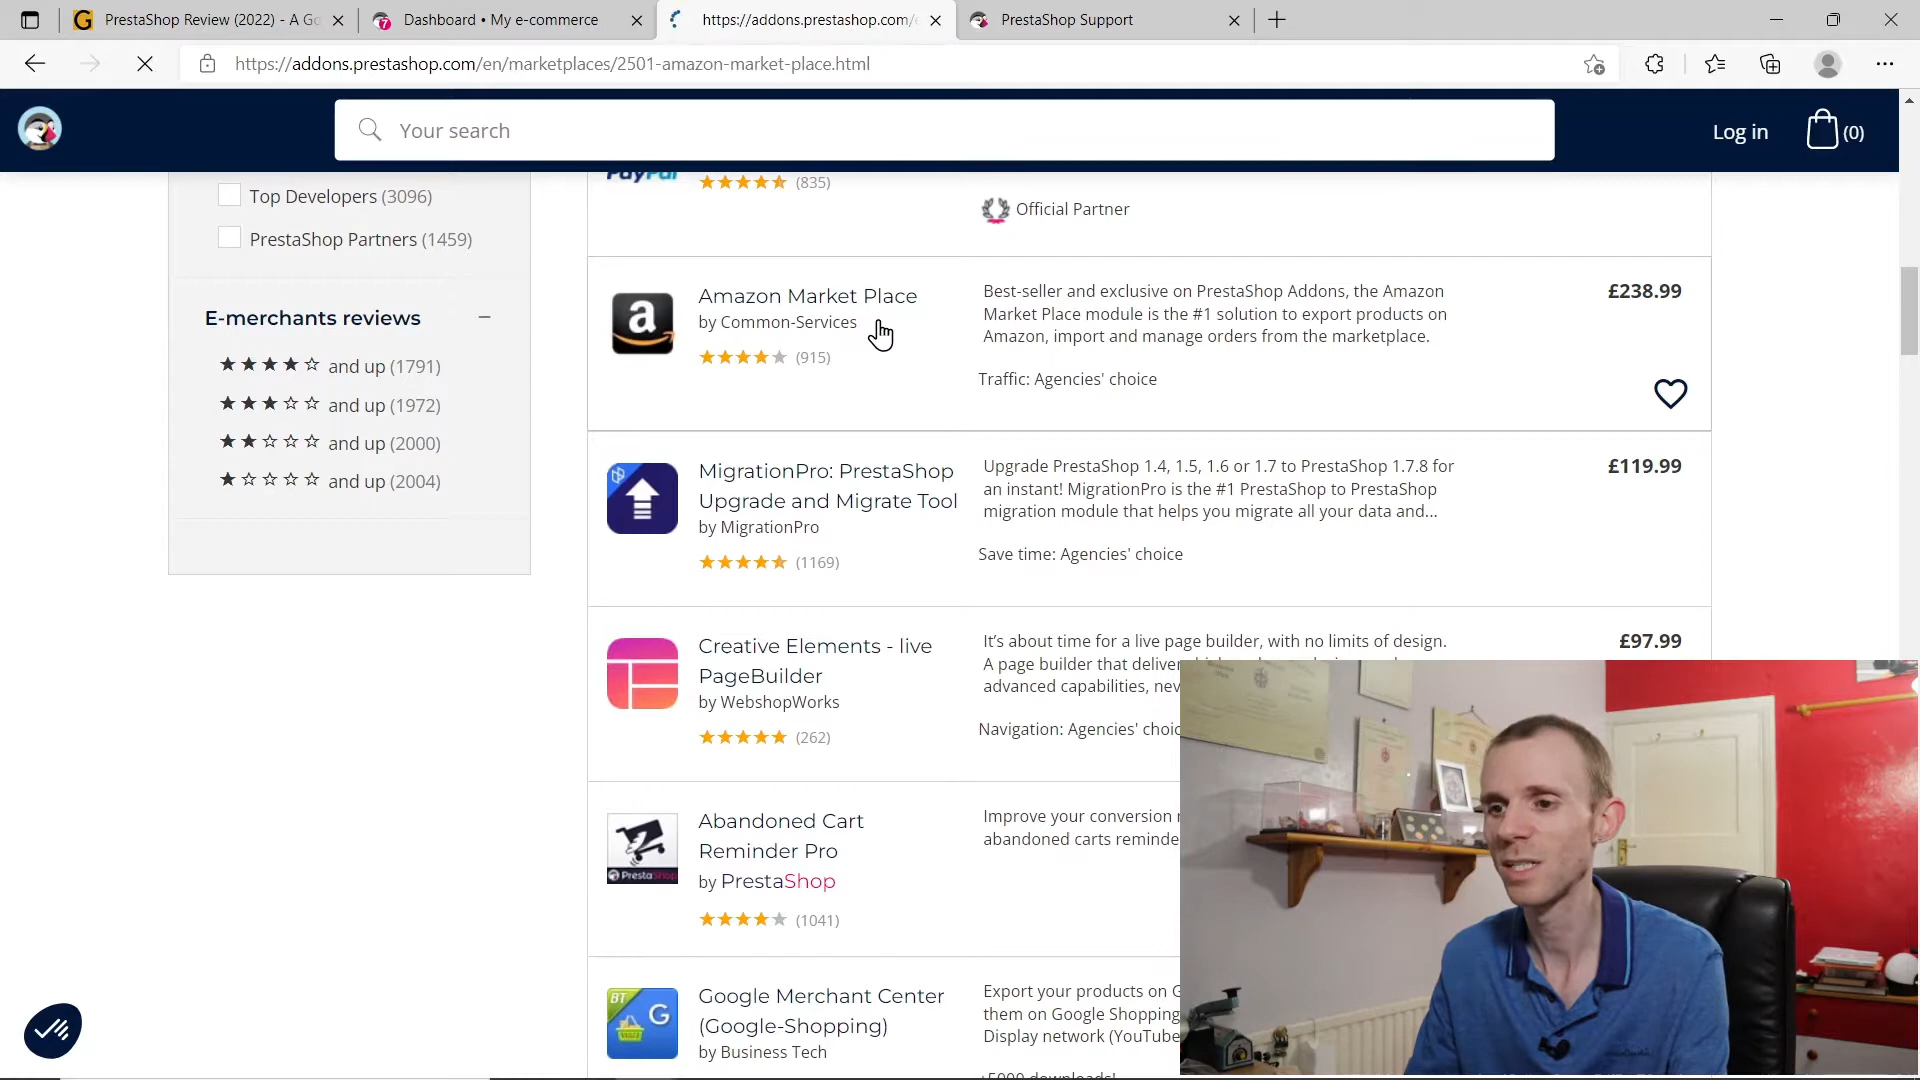 PrestaShop Review (2022) - A Go
Dashboard • My e-commerce
https://addons.prestashop.com/e
PrestaShop Support
https://addons.prestashop.com/en/marketplaces/2501-amazon-market-place.html
Your search
Log in
(0)
Top Developers (3096)
PrestaShop Partners (1459)
E-merchants reviews
and up (1791)
and up (1972)
and up (2000)
and up (2004)
PayPal
(835)
Official Partner
Amazon Market Place
by Common-Services
(915)
Best-seller and exclusive on PrestaShop Addons, the Amazon
Market Place module is the #1 solution to export products on
Amazon, import and manage orders from the marketplace.
Traffic: Agencies' choice
£238.99
MigrationPro: PrestaShop
Upgrade and Migrate Tool
by MigrationPro
(1169)
Upgrade PrestaShop 1.4, 1.5, 1.6 or 1.7 to PrestaShop 1.7.8 for
an instant! MigrationPro is the #1 PrestaShop to PrestaShop
migration module that helps you migrate all your data and...
Save time: Agencies' choice
£119.99
Creative Elements - live
PageBuilder
by WebshopWorks
(262)
It's about time for a live page builder, with no limits of design.
A page builder that deliver
advanced capabilities, nev
Navigation: Agencies' choic
£97.99
PrestaShop
Abandoned Cart
Reminder Pro
by PrestaShop
(1041)
Improve your conversion r
abandoned carts reminde
BT
G
Google Merchant Center
(Google-Shopping)
by Business Tech
Export your products on G
them on Google Shopping
Display network (YouTube
+5000 downloads!